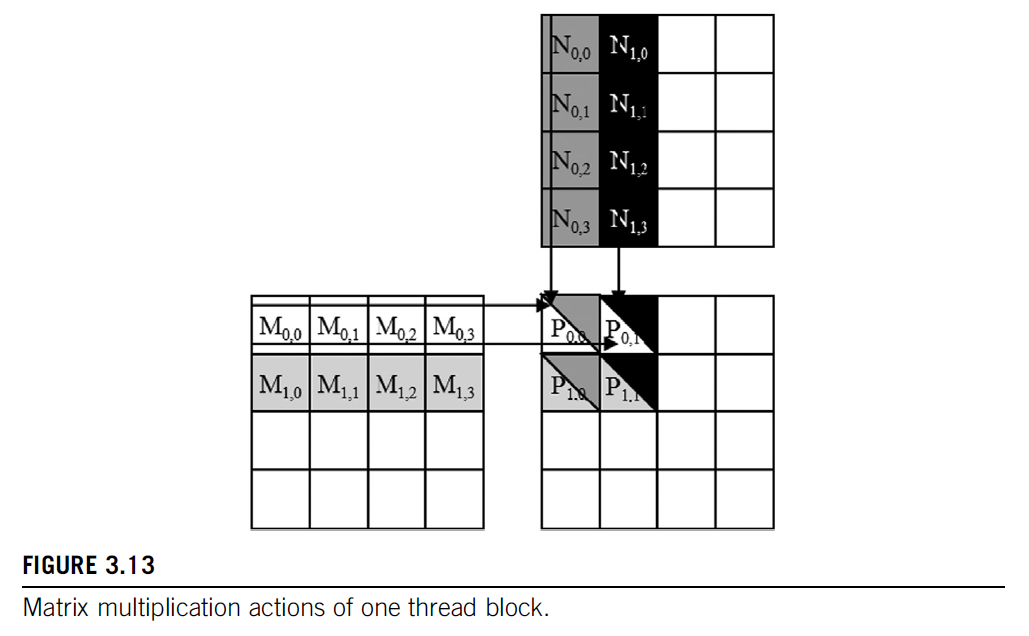 N0,0 N1,0
N0,1 N1,1
N0,2 N1,2
N0,3 N1,3
M0,0 M0,1 M0,2 M0,3 P0,0 P0,1
M1,0 M1,1 M1,2 M1,3 P1,0 P1,1
FIGURE 3.13
Matrix multiplication actions of one thread block.